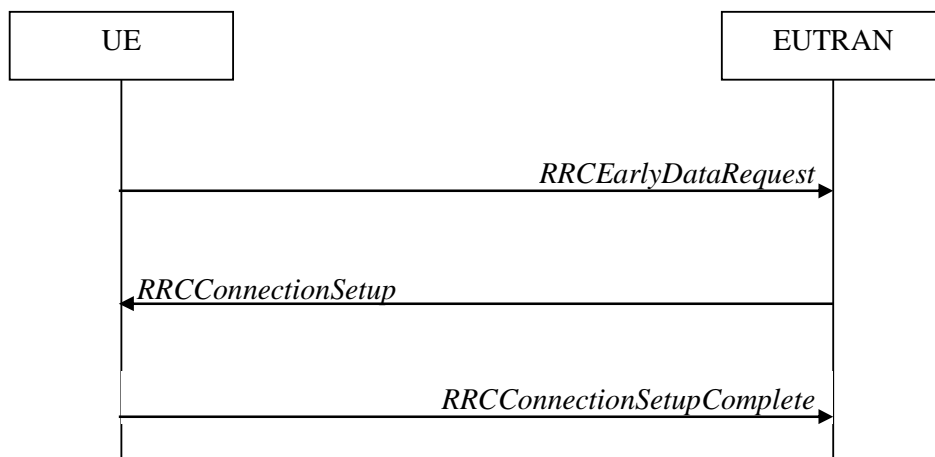 UE
EUTRAN
RRCEarlyDataRequest
RRCConnectionSetup
RRCConnectionSetupComplete